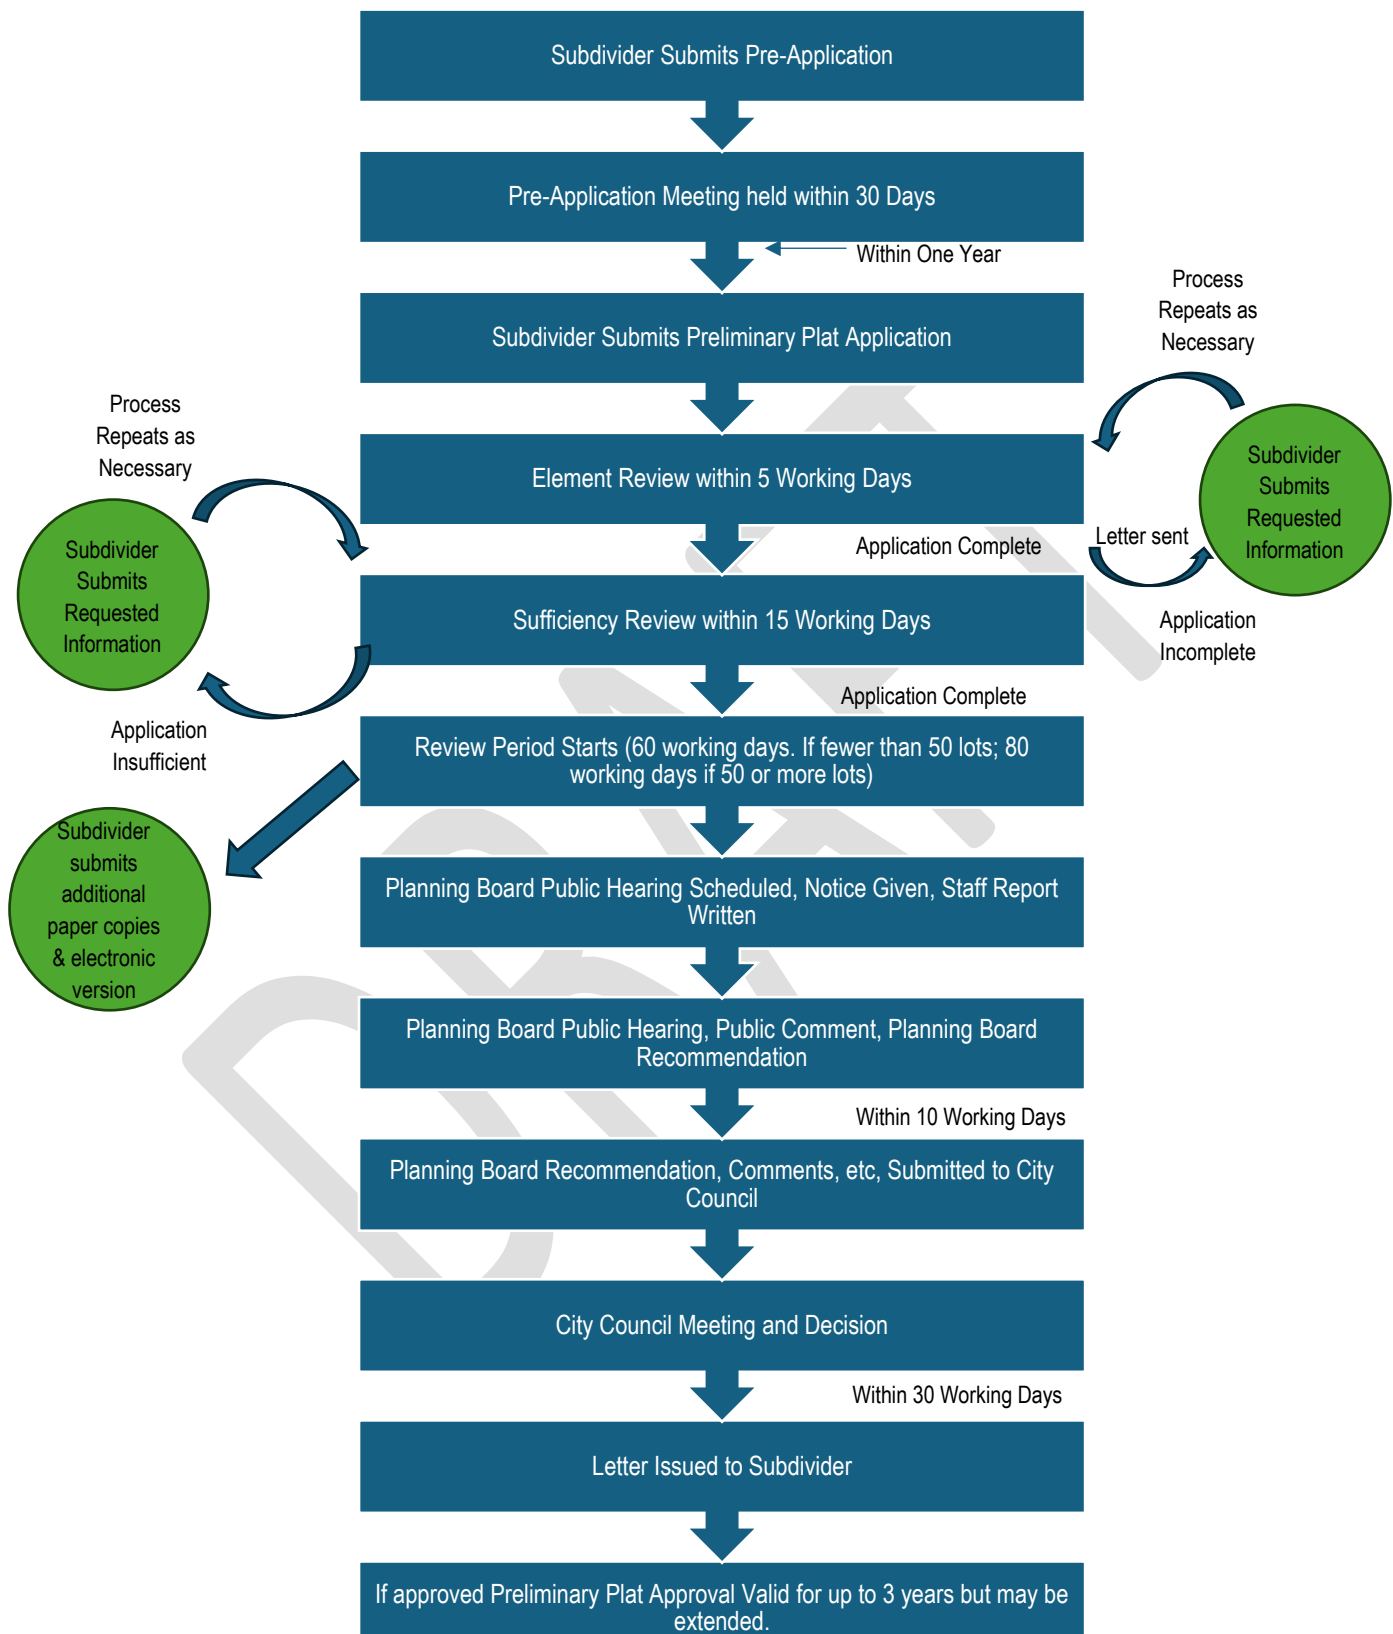 Subdivider Submits Pre-Application
Pre-Application Meeting held within 30 Days
Within One Year
Subdivider Submits Preliminary Plat Application
Process
Repeats as
Necessary
Process
Repeats as
Necessary
Element Review within 5 Working Days
Subdivider
Submits
Requested
Information
Application Complete
Letter sent
Application
Incomplete
Subdivider
Submits
Requested
Information
Sufficiency Review within 15 Working Days
Application
Insufficient
Application Complete
Review Period Starts (60 working days. If fewer than 50 lots; 80
working days if 50 or more lots)
Subdivider
submits
additional
paper copies
& electronic
version
Planning Board Public Hearing Scheduled, Notice Given, Staff Report
Written
Planning Board Public Hearing, Public Comment, Planning Board
Recommendation
Within 10 Working Days
Planning Board Recommendation, Comments, etc, Submitted to City
Council
City Council Meeting and Decision
Within 30 Working Days
Letter Issued to Subdivider
If approved Preliminary Plat Approval Valid for up to 3 years but may be
extended.
DRAFT